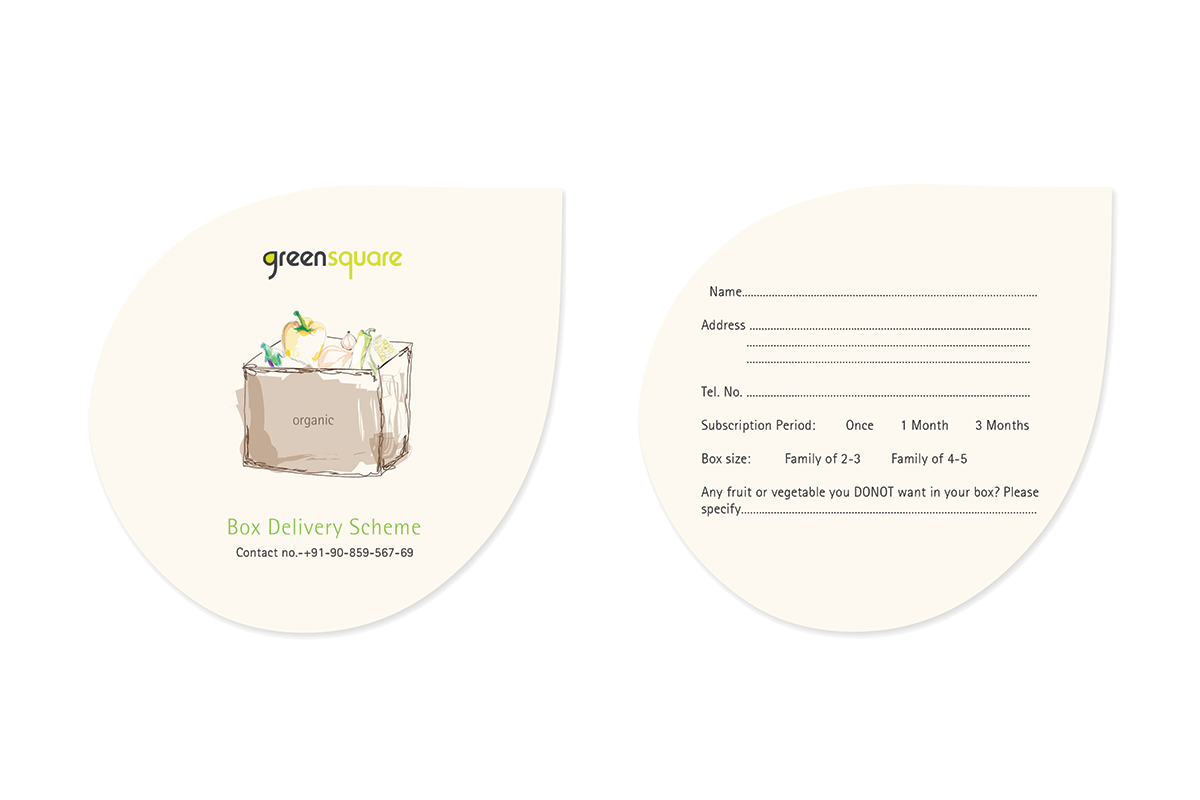 greensquare
organic
Box Delivery Scheme
Contact no.-+91-90-859-567-69
Name..........................................................................................
Address ......................................................................................
......................................................................................
......................................................................................
Tel. No. ......................................................................................
Subscription Period: Once 1 Month 3 Months
Box size: Family of 2-3 Family of 4-5
Any fruit or vegetable you DONOT want in your box? Please
specify..........................................................................................